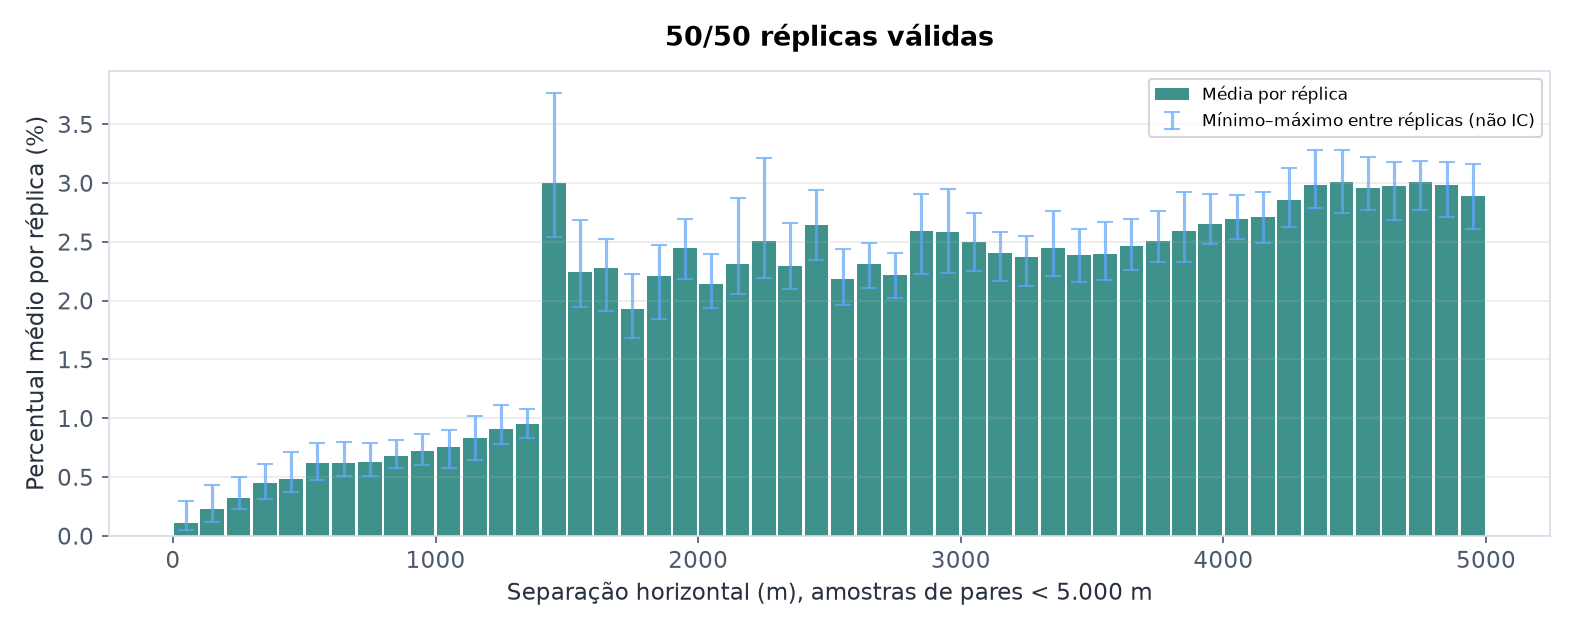 50/50 réplicas válidas
Média por réplica
Mínimo–máximo entre réplicas (não IC)
Percentual médio por réplica (%)
3.5
3.0
2.5
2.0
1.5
1.0
0.5
0.0
0 1000 2000 3000 4000 5000
Separação horizontal (m), amostras de pares < 5.000 m